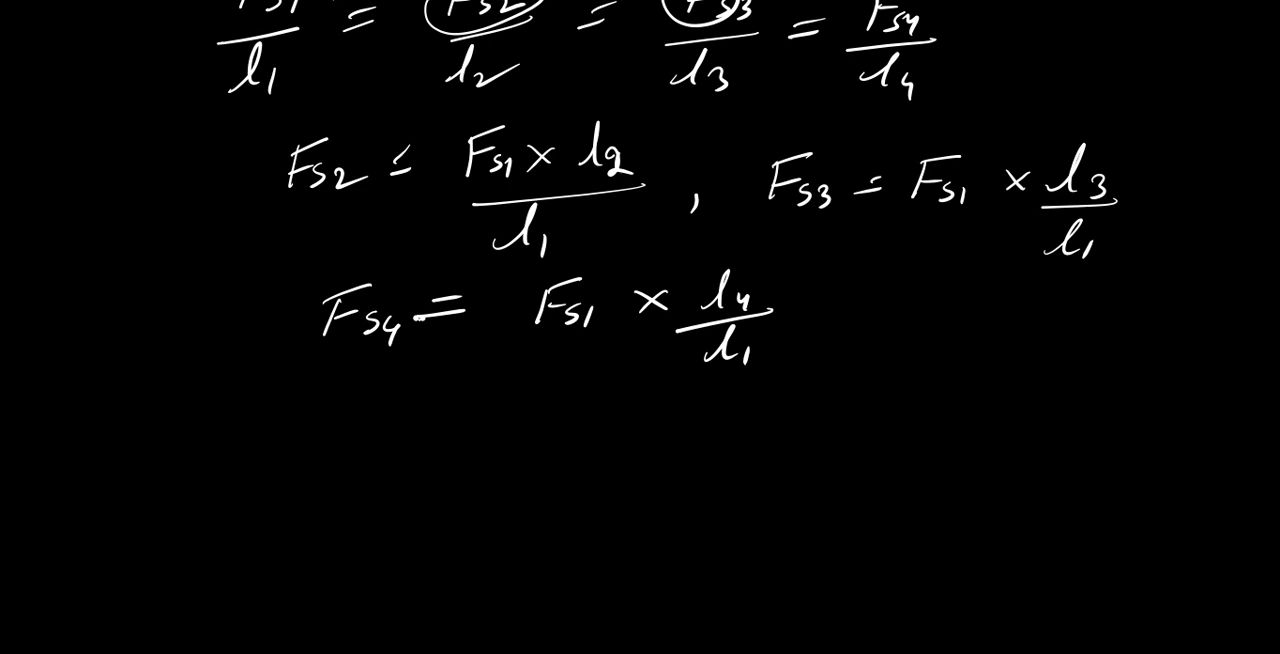 Fs1/l1 = Fs2/l2 = Fs3/l3 = Fs4/l4
Fs2 = Fs1 × l2/l1 , Fs3 = Fs1 × l3/l1
Fs4 = Fs1 × l4/l1